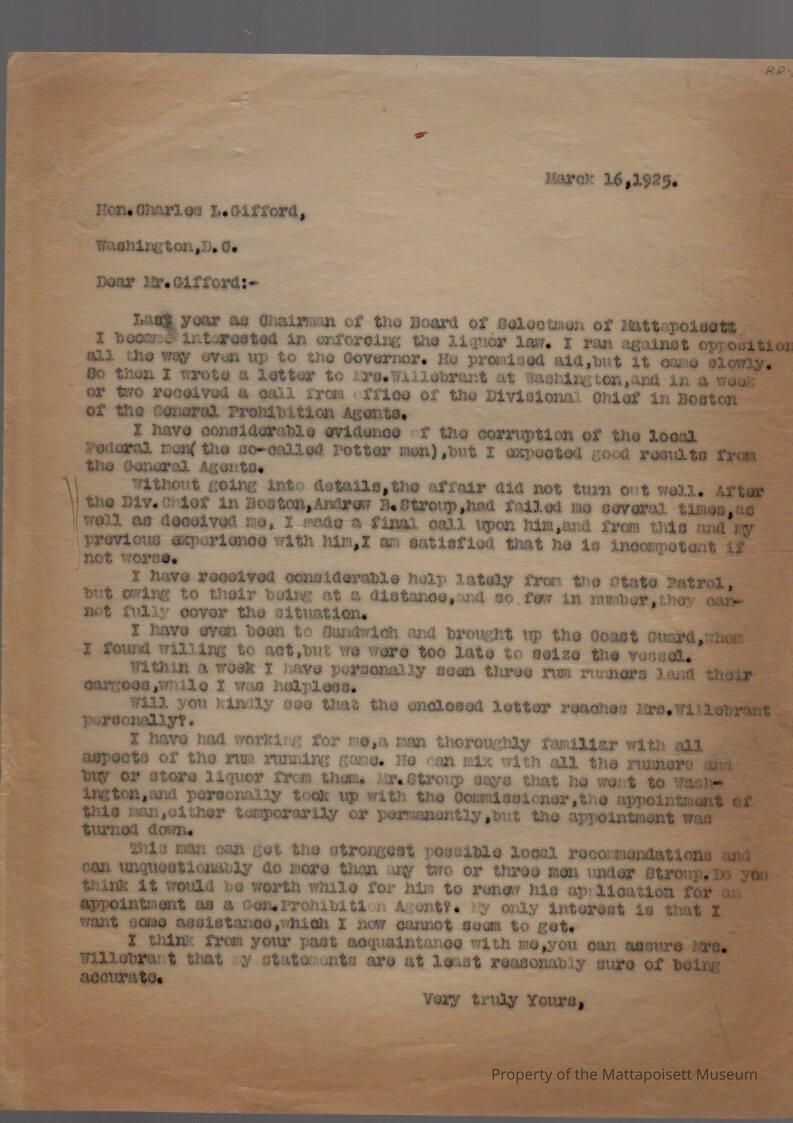 RR-
March 16,1925.
Hon.Charles L.Gifford,
Washington,D.C.
Dear Mr.Gifford:-
Last year as Chairman of the Board of Selectmen of Mattapoisett
I became interested in enforcing the liquor law. I ran against opposition
all the way even up to the Governor. He promised aid,but it came slowly.
So then I wrote a letter to Mrs.Willebrant at Washington,and in a week
or two received a call from office of the Divisional Chief in Boston
of the General Prohibition Agents.
I have considerable evidence of the corruption of the local
Federal men( the so-called Potter men),but I expected good results from
the General Agents.
Without going into details,the affair did not turn out well. After
the Div.Chief in Boston,Andrew B.Stroup,had failed me several times,as
well as deceived me, I made a final call upon him,and from this and my
previous experience with him,I am satisfied that he is incompetent if
not worse.
I have received considerable help lately from the State Patrol,
but owing to their being at a distance,and so few in number,they can-
not fully cover the situation.
I have even been to Sandwich and brought up the Coast Guard,whom
I found willing to act,but we were too late to seize the vessel.
Within a week I have personally seen three rum runners land their
cargoes,while I was helpless.
Will you kindly see that the enclosed letter reaches Mrs.Willebrant
personally?.
I have had working for me,a man thoroughly familiar with all
aspects of the rum running game. He can mix with all the runners and
buy or store liquor from them. Mr.Stroup says that he went to Wash-
ington,and personally took up with the Commissioner,the appointment of
this man,either temporarily or permanently,but the appointment was
turned down.
This man can get the strongest possible local recommendations and
can unquestionably do more than any two or three men under Stroup.Do you
think it would be worth while for him to renew his application for an
appointment as a Gen.Prohibition Agent?. My only interest is that I
want some assistance,which I now cannot seem to get.
I think from your past acquaintance with me,you can assure Mrs.
Willebrant that my statements are at least reasonably sure of being
accurate.
Very truly Yours,
Property of the Mattapoisett Museum